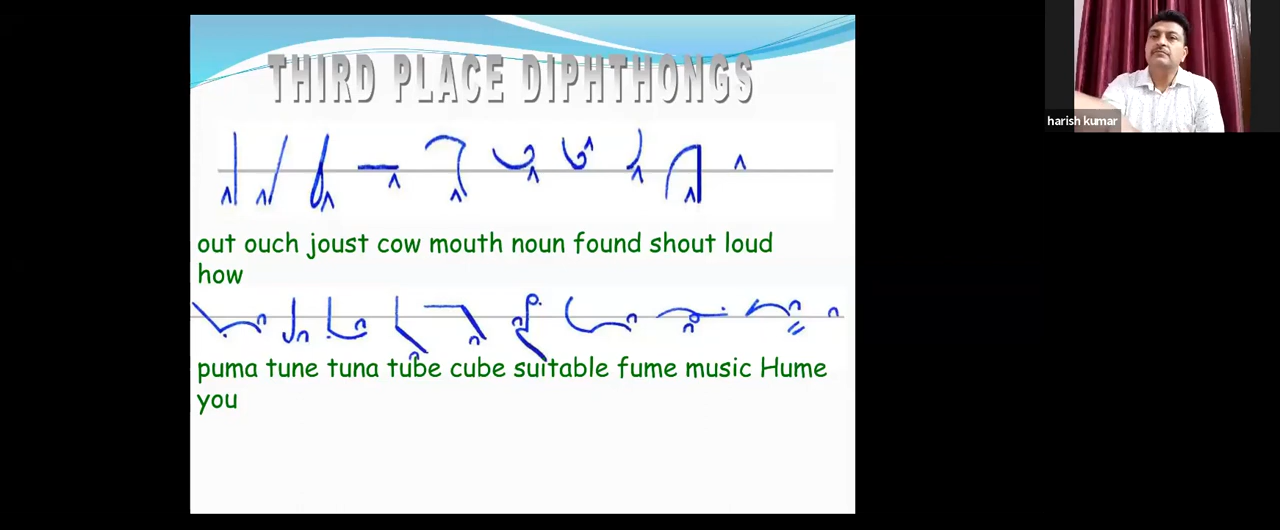 THIRD PLACE DIPHTHONGS
harish kumar
out ouch joust cow mouth noun found shout loud
how
puma tune tuna tube cube suitable fume music Hume
you